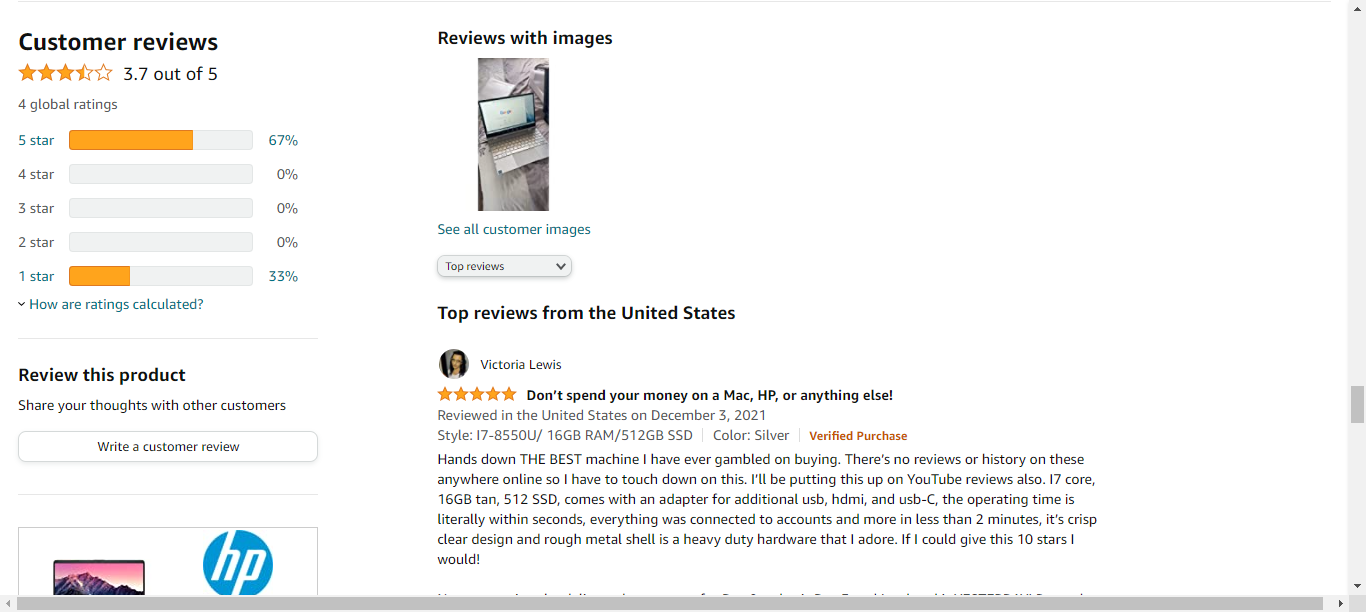 Customer reviews
3.7 out of 5
4 global ratings
5 star 67%
4 star 0%
3 star 0%
2 star 0%
1 star 33%
How are ratings calculated?
Review this product
Share your thoughts with other customers
Write a customer review
hp
Reviews with images
See all customer images
Top reviews
Top reviews from the United States
Victoria Lewis
Don’t spend your money on a Mac, HP, or anything else!
Reviewed in the United States on December 3, 2021
Style: I7-8550U/ 16GB RAM/512GB SSD Color: Silver Verified Purchase
Hands down THE BEST machine I have ever gambled on buying. There’s no reviews or history on these
anywhere online so I have to touch down on this. I’ll be putting this up on YouTube reviews also. I7 core,
16GB tan, 512 SSD, comes with an adapter for additional usb, hdmi, and usb-C, the operating time is
literally within seconds, everything was connected to accounts and more in less than 2 minutes, it’s crisp
clear design and rough metal shell is a heavy duty hardware that I adore. If I could give this 10 stars I
would!